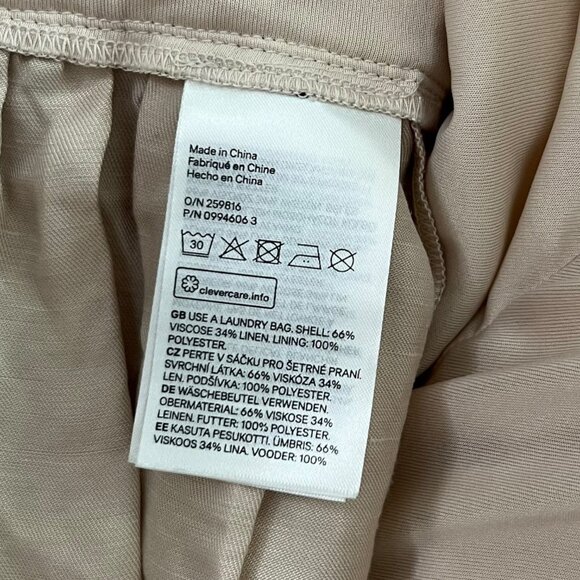 Made in China
Fabriqué en Chine
Hecho en China
O/N 259816
P/N 0994606 3
30
clevercare.info
GB USE A LAUNDRY BAG. SHELL: 66%
VISCOSE 34% LINEN. LINING: 100%
POLYESTER.
CZ PERTE V SÁČKU PRO ŠETRNÉ PRANÍ.
SVRCHNÍ LÁTKA: 66% VISKÓZA 34%
LEN. PODŠÍVKA: 100% POLYESTER.
DE WÄSCHEBEUTEL VERWENDEN.
OBERMATERIAL: 66% VISKOSE 34%
LEINEN. FUTTER: 100% POLYESTER.
EE KASUTA PESUKOTTI. ÜMBRIS: 66%
VISKOOS 34% LINA. VOODER: 100%